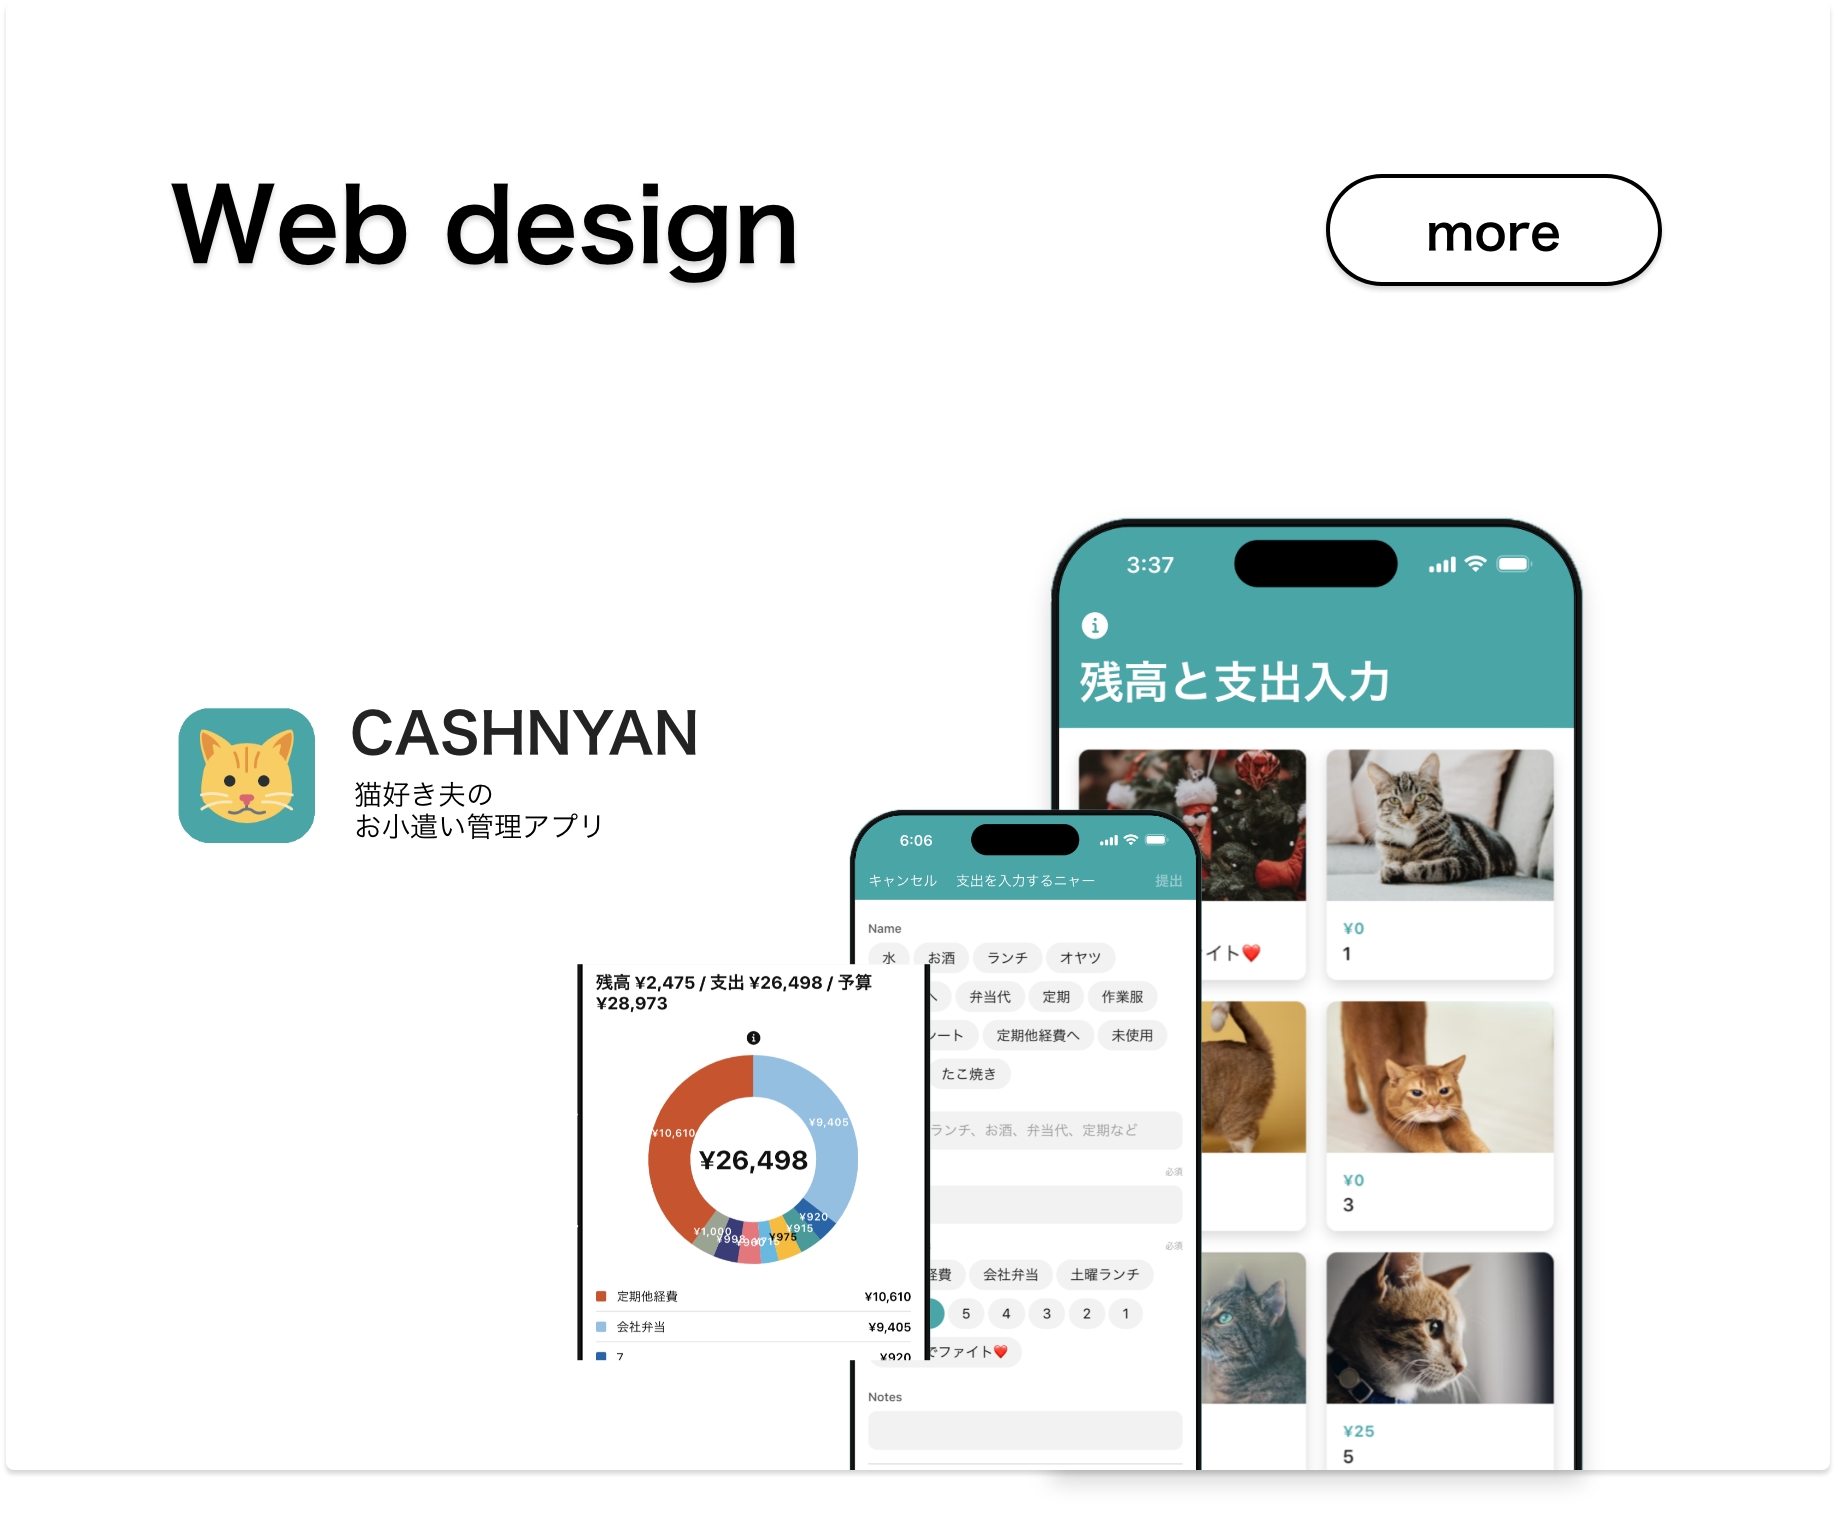 Web design
more
CASHNYAN
猫好き夫の
お小遣い管理アプリ
3:37
残高と支出入力
イト❤️
¥0
1
¥0
3
¥25
5
6:06
キャンセル 支出を入力するニャー 提出
Name
水 お酒 ランチ オヤツ
へ 弁当代 定期 作業服
ート 定期他経費へ 未使用
たこ焼き
ランチ、お酒、弁当代、定期など
必須
必須
経費 会社弁当 土曜ランチ
5 4 3 2 1
でファイト❤️
Notes
残高 ¥2,475 / 支出 ¥26,498 / 予算
¥28,973
¥9,405
¥10,610
¥26,498
¥920
¥915
¥975
¥1,000
定期他経費 ¥10,610
会社弁当 ¥9,405
7 ¥920